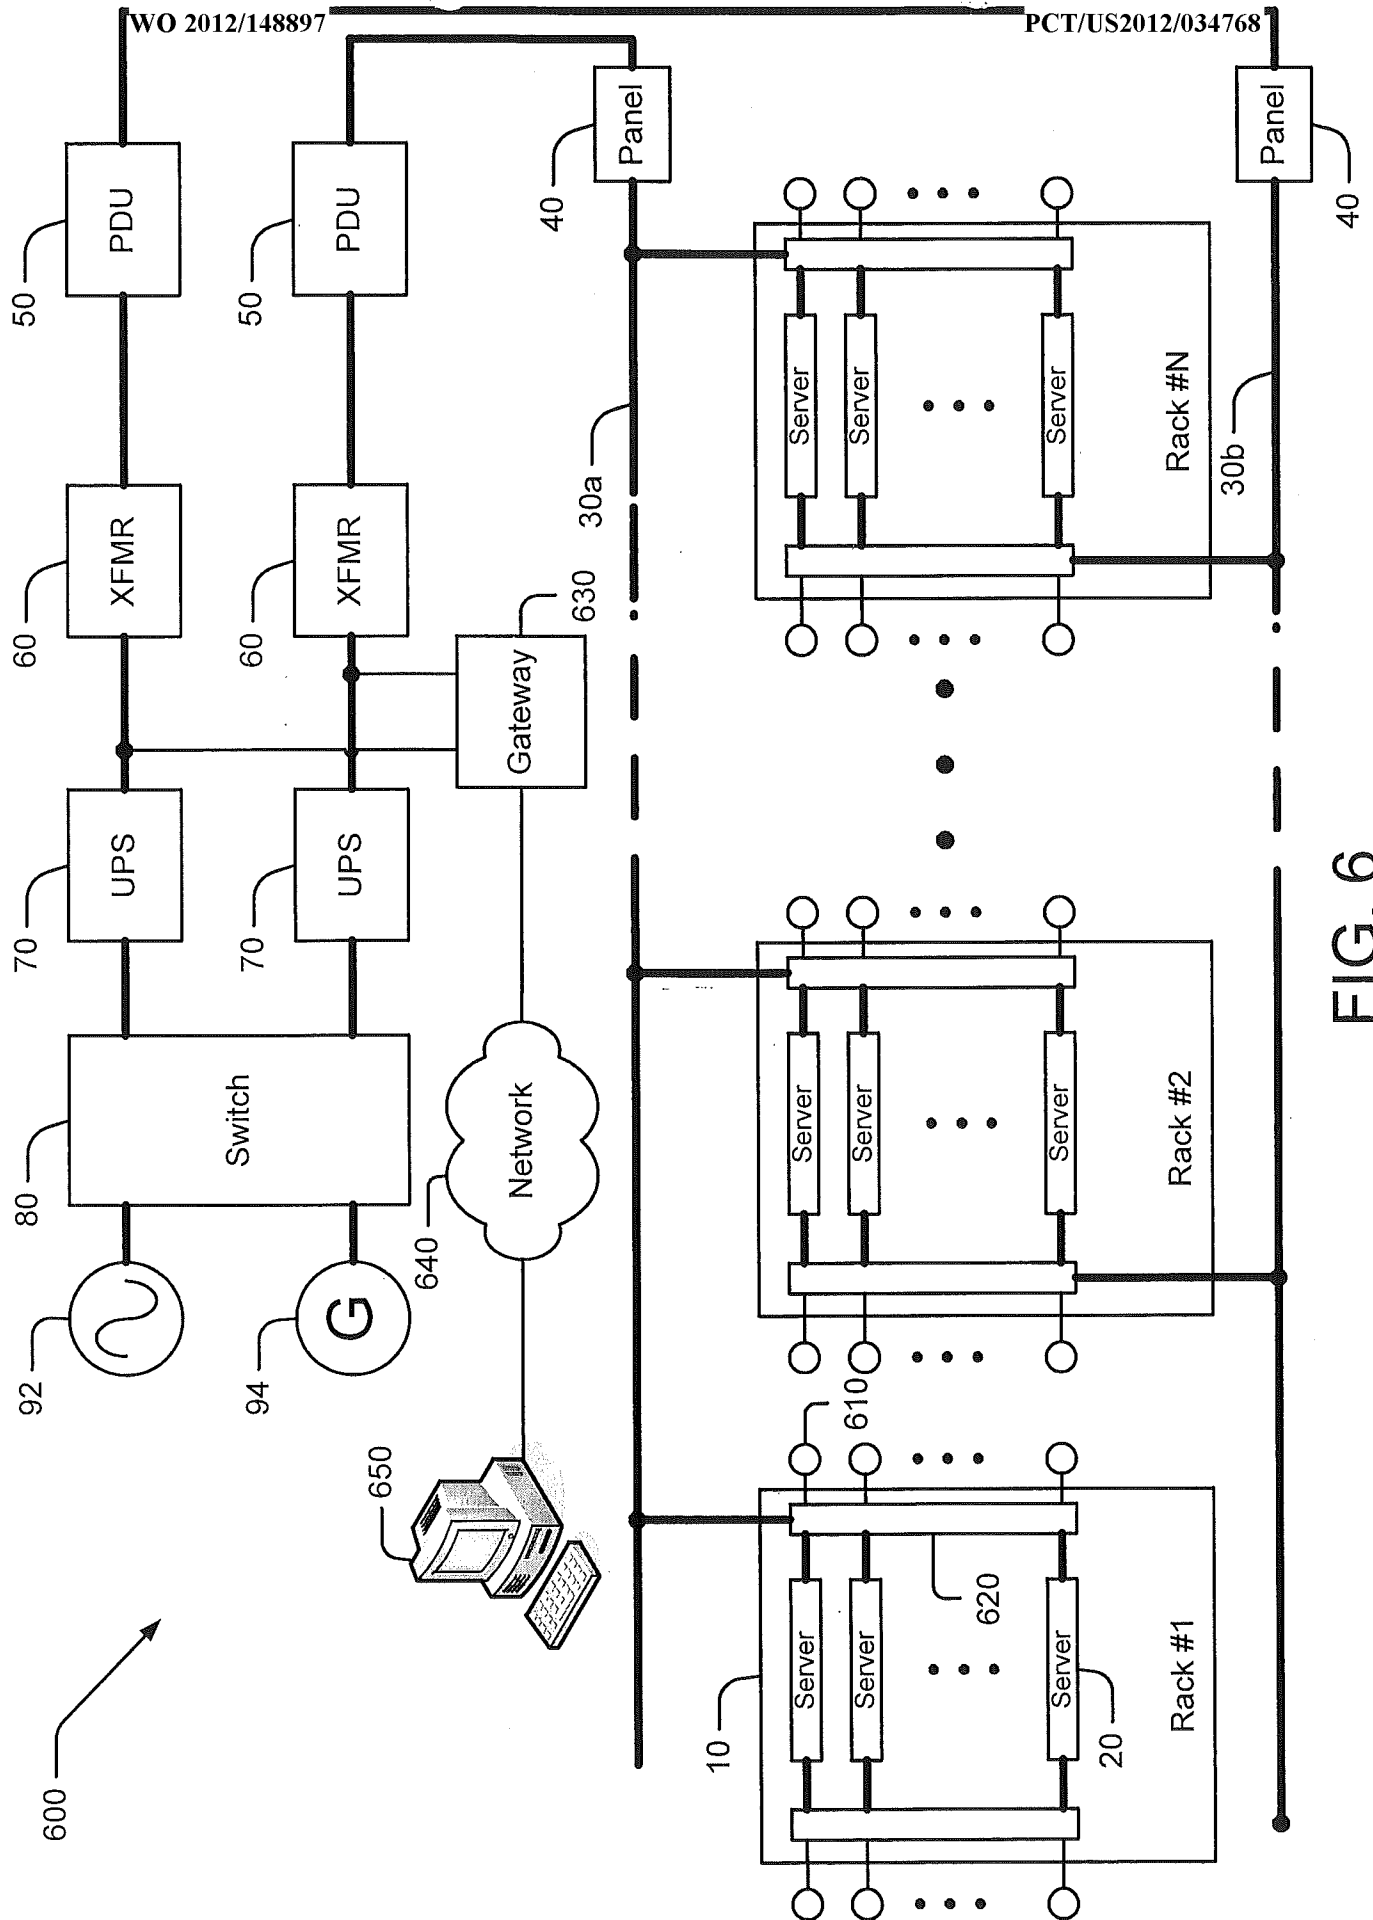 WO 2012/148897
PCT/US2012/034768
600
92
80
70
60
50
Switch
UPS
XFMR
PDU
94
G
70
60
50
UPS
XFMR
PDU
650
640
Network
Gateway
630
30a
40
Panel
10
Server
Server
Server
20
620
610
Rack #1
Server
Server
Server
Rack #2
Server
Server
Server
Rack #N
30b
Panel
40
FIG. 6